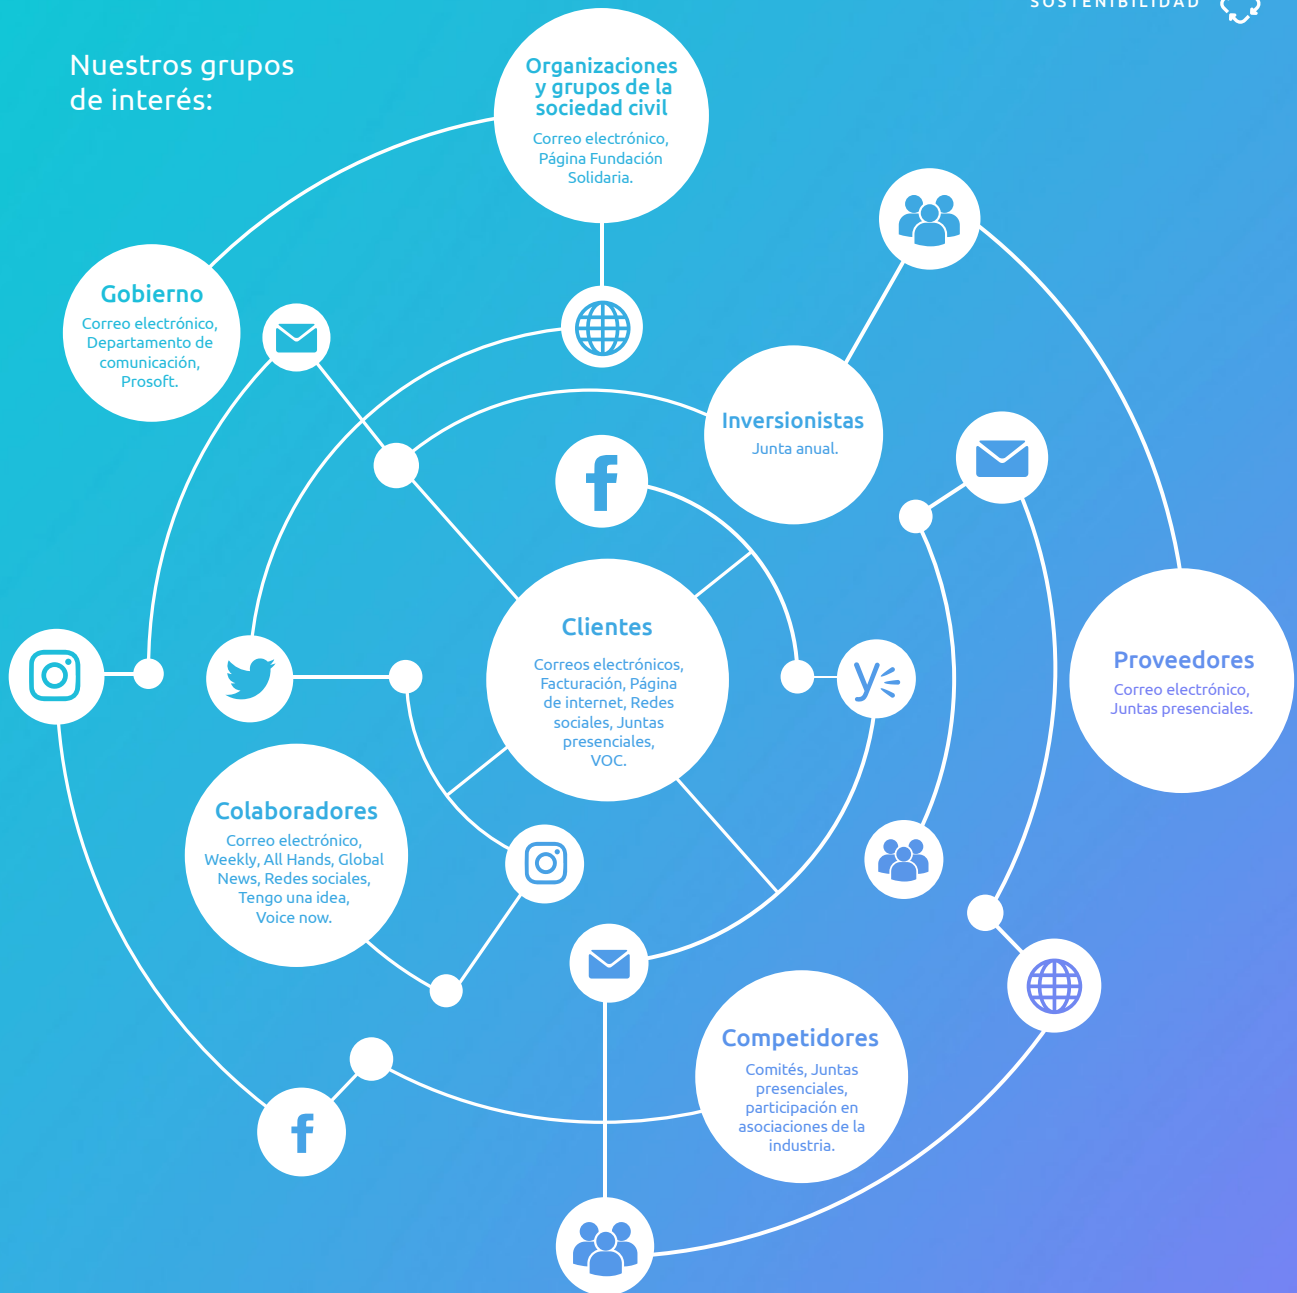 SOSTENIBILIDAD
Nuestros grupos
de interés:
Organizaciones
y grupos de la
sociedad civil
Correo electrónico,
Página Fundación
Solidaria.
Gobierno
Correo electrónico,
Departamento de
comunicación,
Prosoft.
Inversionistas
Junta anual.
Clientes
Correos electrónicos,
Facturación, Página
de internet, Redes
sociales, Juntas
presenciales,
VOC.
Proveedores
Correo electrónico,
Juntas presenciales.
Colaboradores
Correo electrónico,
Weekly, All Hands, Global
News, Redes sociales,
Tengo una idea,
Voice now.
Competidores
Comités, Juntas
presenciales,
participación en
asociaciones de la
industria.